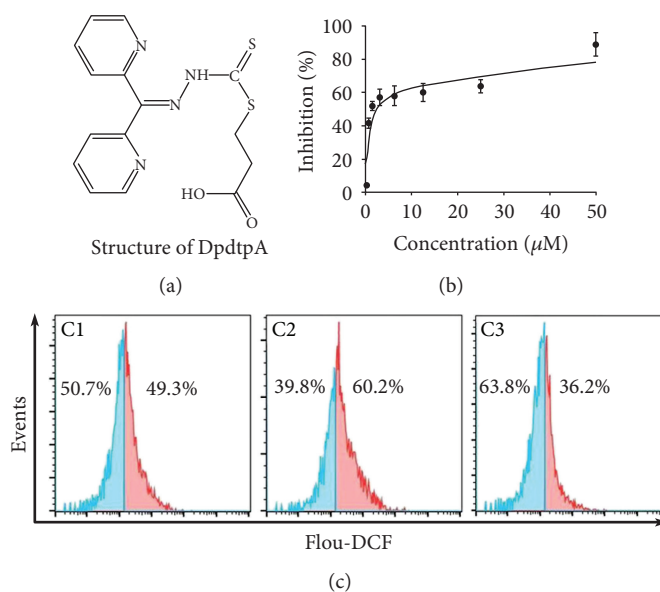 N
NH
C
S
N
S
N
HO
C
O
Structure of DpdtpA
(a)
Inhibition (%)
100
80
60
40
60
20
0
0 10 20 30 40 50
Concentration (µM)
(b)
C1
50.7% 49.3%
C2
39.8% 60.2%
C3
63.8% 36.2%
Events
Flou-DCF
(c)